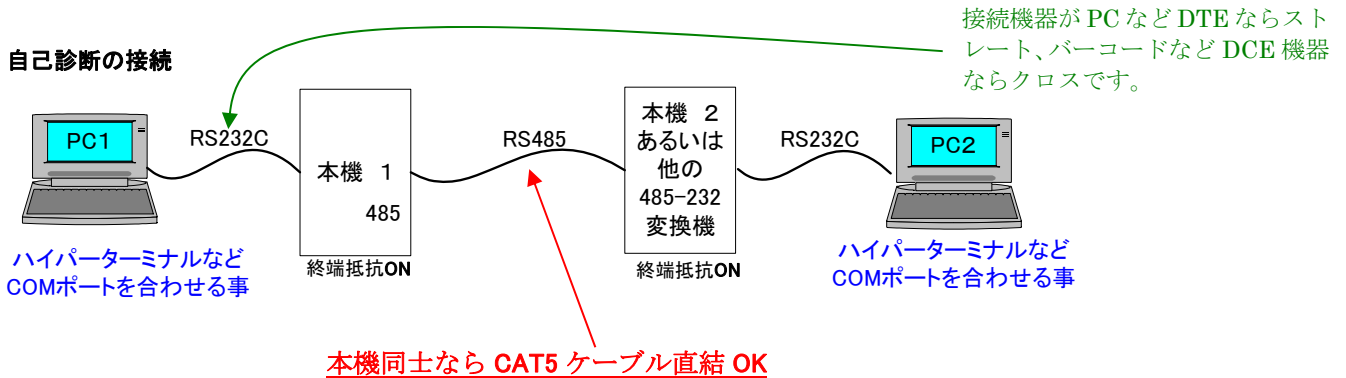 接続機器が PC など DTE ならスト
レート、バーコードなど DCE 機器
ならクロスです。
自己診断の接続
PC1
RS232C
本機 1
485
終端抵抗ON
RS485
本機 2
あるいは
他の
485-232
変換機
終端抵抗ON
RS232C
PC2
ハイパーターミナルなど
COMポートを合わせる事
ハイパーターミナルなど
COMポートを合わせる事
本機同士なら CAT5 ケーブル直結 OK